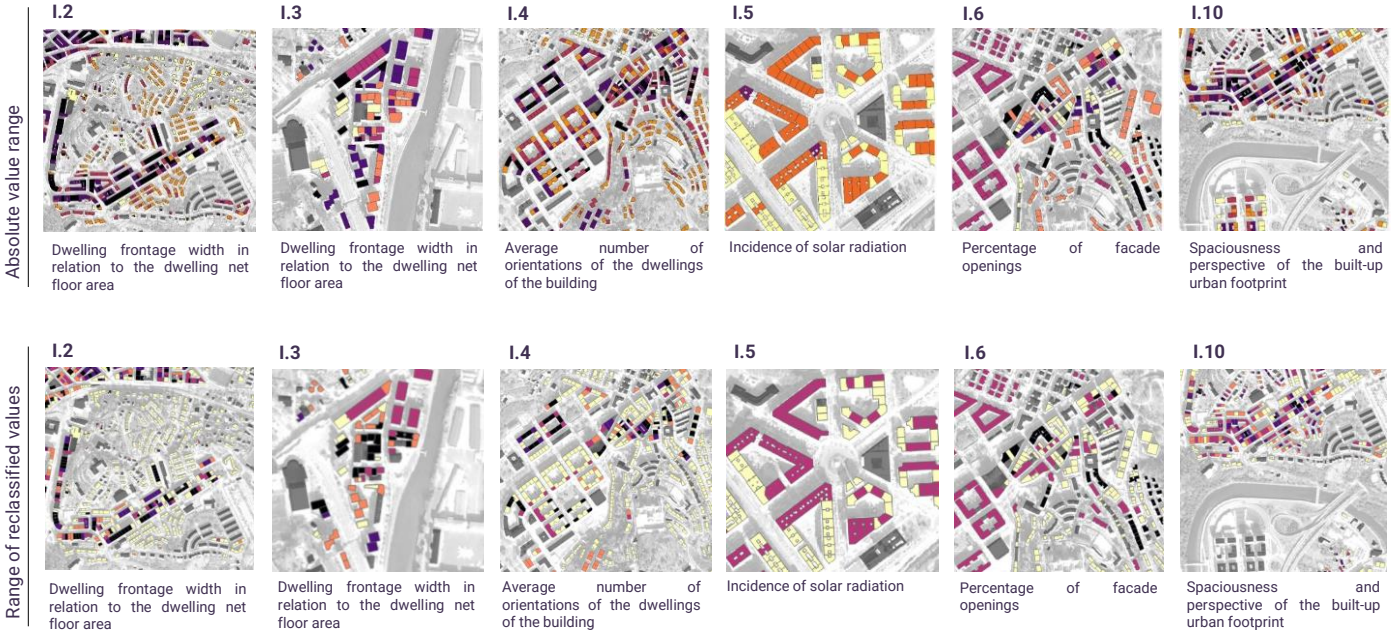 Absolute value range
I.2
Dwelling frontage width in
relation to the dwelling net
floor area
I.3
Dwelling frontage width in
relation to the dwelling net
floor area
I.4
Average number of
orientations of the dwellings
of the building
I.5
Incidence of solar radiation
I.6
Percentage of facade
openings
I.10
Spaciousness and
perspective of the built-up
urban footprint
Range of reclassified values
I.2
Dwelling frontage width in
relation to the dwelling net
floor area
I.3
Dwelling frontage width in
relation to the dwelling net
floor area
I.4
Average number of
orientations of the dwellings
of the building
I.5
Incidence of solar radiation
I.6
Percentage of facade
openings
I.10
Spaciousness and
perspective of the built-up
urban footprint